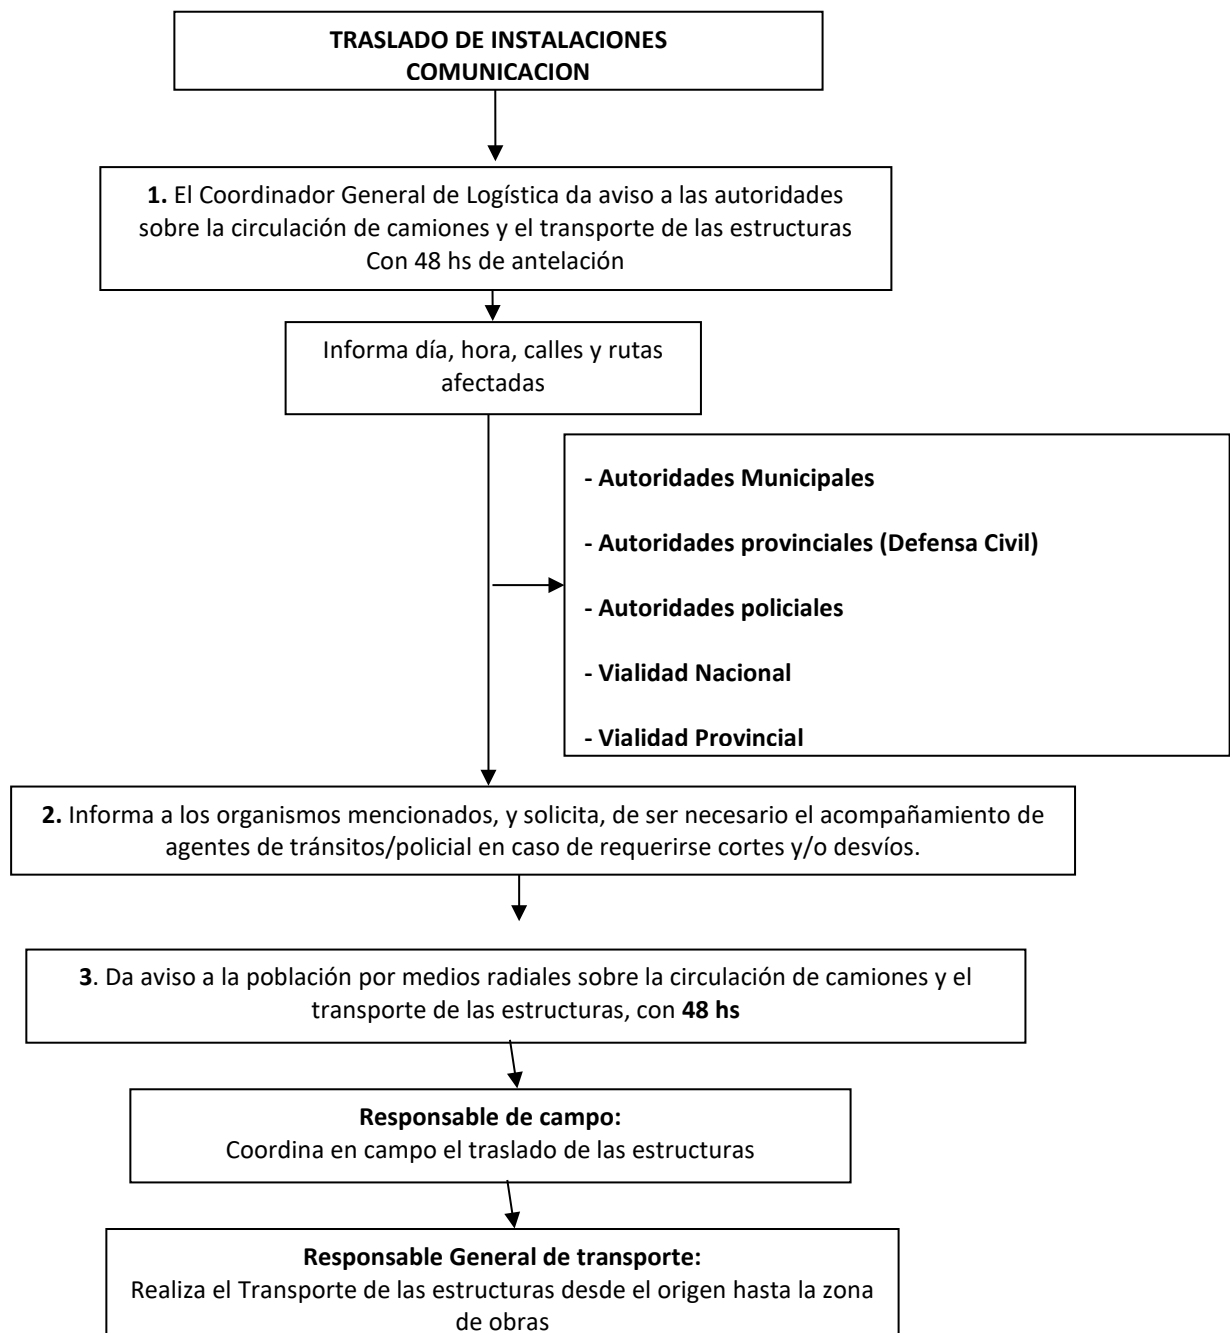 TRASLADO DE INSTALACIONES
COMUNICACION
1. El Coordinador General de Logística da aviso a las autoridades
sobre la circulación de camiones y el transporte de las estructuras
Con 48 hs de antelación
Informa día, hora, calles y rutas
afectadas
- Autoridades Municipales
- Autoridades provinciales (Defensa Civil)
- Autoridades policiales
- Vialidad Nacional
- Vialidad Provincial
2. Informa a los organismos mencionados, y solicita, de ser necesario el acompañamiento de
agentes de tránsitos/policial en caso de requerirse cortes y/o desvíos.
3. Da aviso a la población por medios radiales sobre la circulación de camiones y el
transporte de las estructuras, con 48 hs
Responsable de campo:
Coordina en campo el traslado de las estructuras
Responsable General de transporte:
Realiza el Transporte de las estructuras desde el origen hasta la zona
de obras